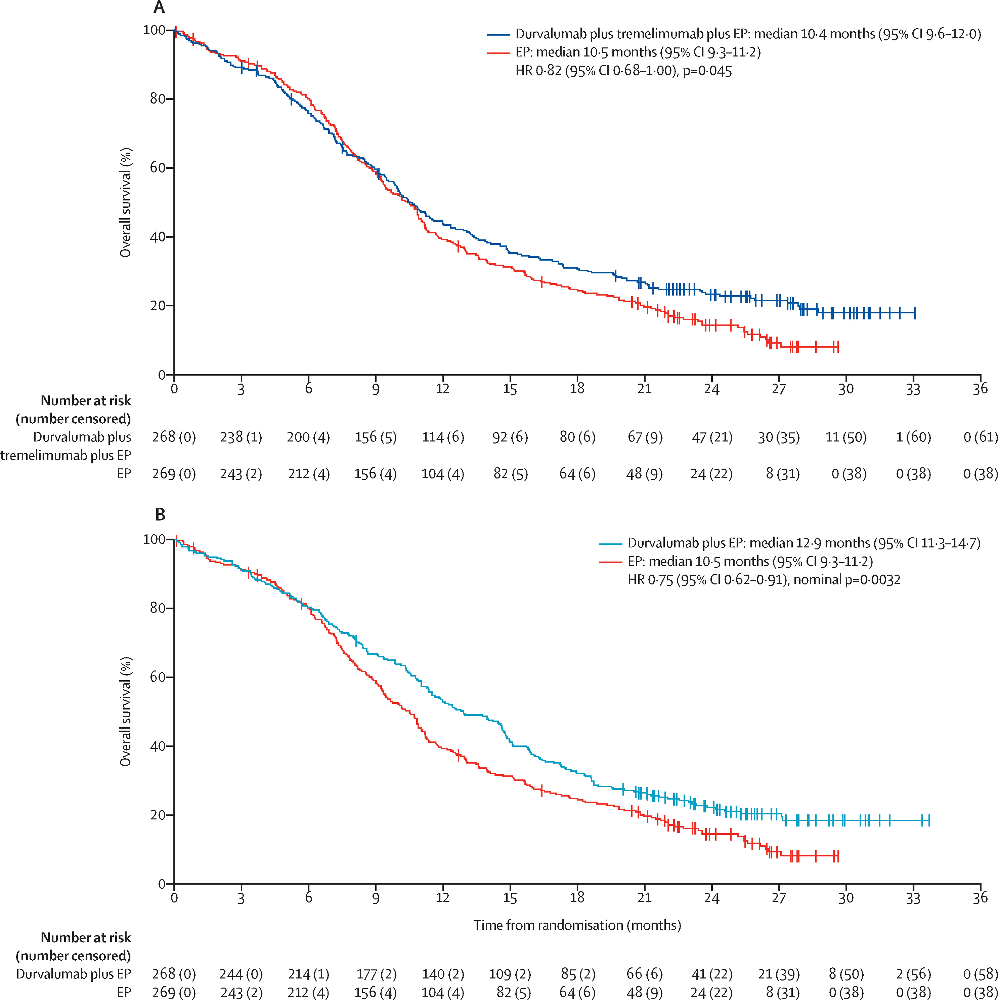 A
100
80
60
40
20
0
Overall survival (%)
Durvalumab plus tremelimumab plus EP: median 10·4 months (95% CI 9·6–12·0)
EP: median 10·5 months (95% CI 9·3–11·2)
HR 0·82 (95% CI 0·68–1·00), p=0·045
0 3 6 9 12 15 18 21 24 27 30 33 36
Number at risk
(number censored)
Durvalumab plus 268 (0) 238 (1) 200 (4) 156 (5) 114 (6) 92 (6) 80 (6) 67 (9) 47 (21) 30 (35) 11 (50) 1 (60) 0 (61)
tremelimumab plus EP
EP 269 (0) 243 (2) 212 (4) 156 (4) 104 (4) 82 (5) 64 (6) 48 (9) 24 (22) 8 (31) 0 (38) 0 (38) 0 (38)
B
100
80
60
40
20
0
Overall survival (%)
Durvalumab plus EP: median 12·9 months (95% CI 11·3–14·7)
EP: median 10·5 months (95% CI 9·3–11·2)
HR 0·75 (95% CI 0·62–0·91), nominal p=0·0032
0 3 6 9 12 15 18 21 24 27 30 33 36
Time from randomisation (months)
Number at risk
(number censored)
Durvalumab plus EP 268 (0) 244 (0) 214 (1) 177 (2) 140 (2) 109 (2) 85 (2) 66 (6) 41 (22) 21 (39) 8 (50) 2 (56) 0 (58)
EP 269 (0) 243 (2) 212 (4) 156 (4) 104 (4) 82 (5) 64 (6) 48 (9) 24 (22) 8 (31) 0 (38) 0 (38) 0 (38)